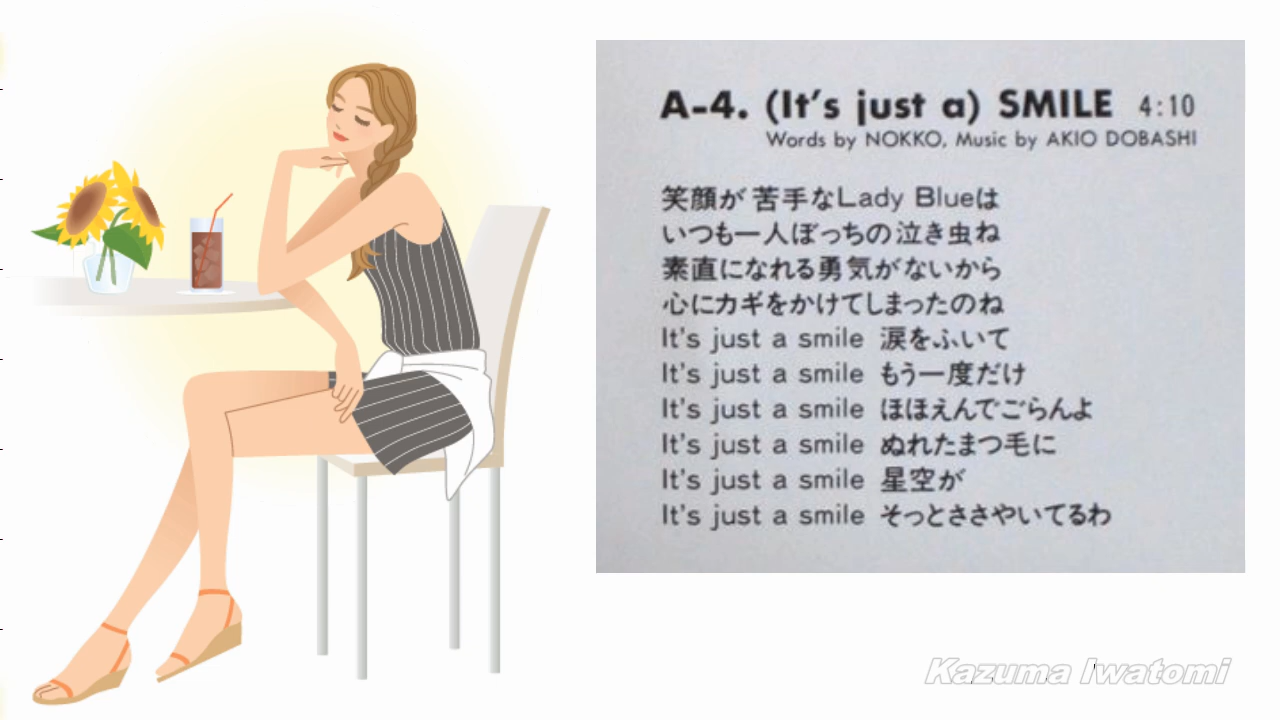 A-4. (It's just a) SMILE 4:10
Words by NOKKO, Music by AKIO DOBASHI
笑顔が苦手なLady Blueは
いつも一人ぼっちの泣き虫ね
素直になれる勇気がないから
心にカギをかけてしまったのね
It's just a smile 涙をふいて
It's just a smile もう一度だけ
It's just a smile ほほえんでごらんよ
It's just a smile ぬれたまつ毛に
It's just a smile 星空が
It's just a smile そっとささやいてるわ
Kazuma Iwatomi